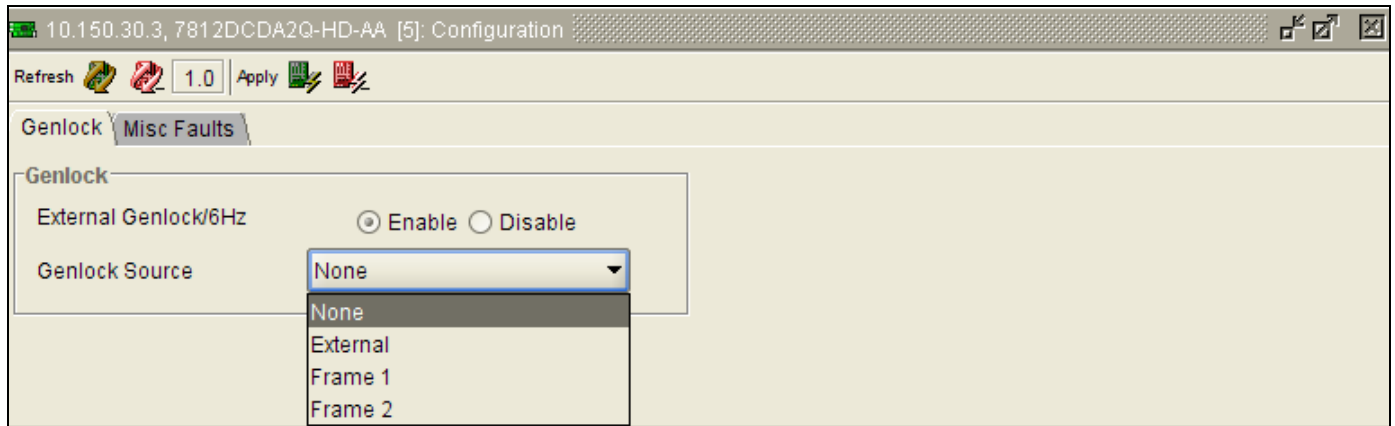 10.150.30.3, 7812DCDA2Q-HD-AA [5]: Configuration
Refresh 1.0 Apply
Genlock Misc Faults
Genlock
External Genlock/6Hz Enable Disable
Genlock Source None
None
External
Frame 1
Frame 2